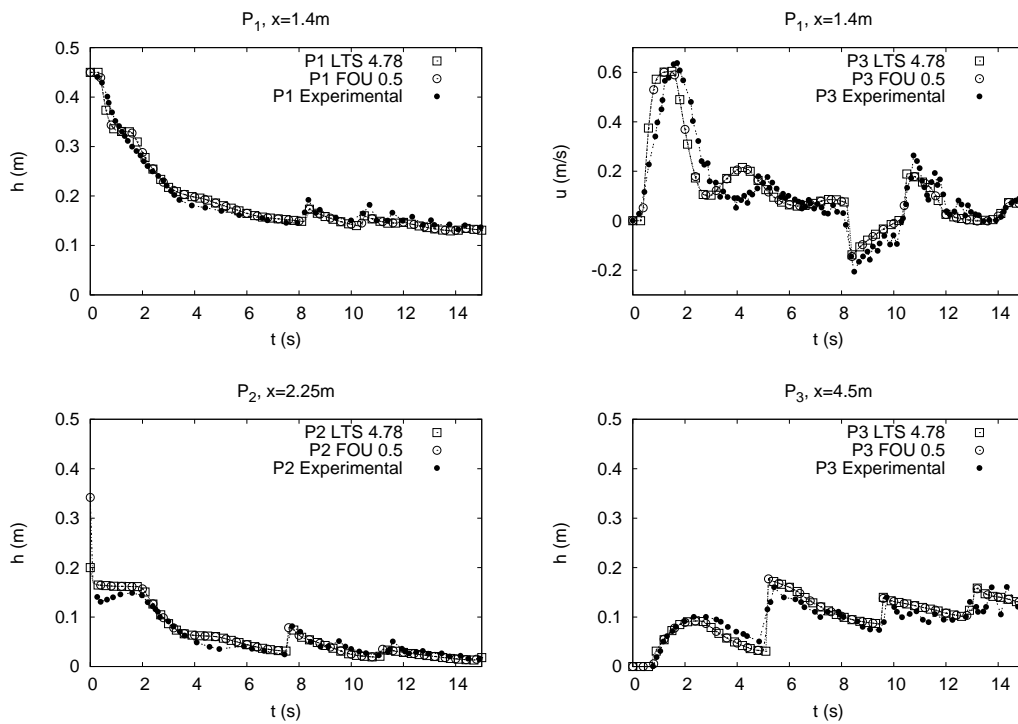 P1, x=1.4m
0.5
0.4
0.3
0.2
0.1
0
h (m)
P1 LTS 4.78
P1 FOU 0.5
P1 Experimental
0 2 4 6 8 10 12 14
t (s)
P1, x=1.4m
0.6
0.4
0.2
0
-0.2
u (m/s)
P3 LTS 4.78
P3 FOU 0.5
P3 Experimental
0 2 4 6 8 10 12 14
t (s)
P2, x=2.25m
0.5
0.4
0.3
0.2
0.1
0
h (m)
P2 LTS 4.78
P2 FOU 0.5
P2 Experimental
0 2 4 6 8 10 12 14
t (s)
P3, x=4.5m
0.5
0.4
0.3
0.2
0.1
0
h (m)
P3 LTS 4.78
P3 FOU 0.5
P3 Experimental
0 2 4 6 8 10 12 14
t (s)